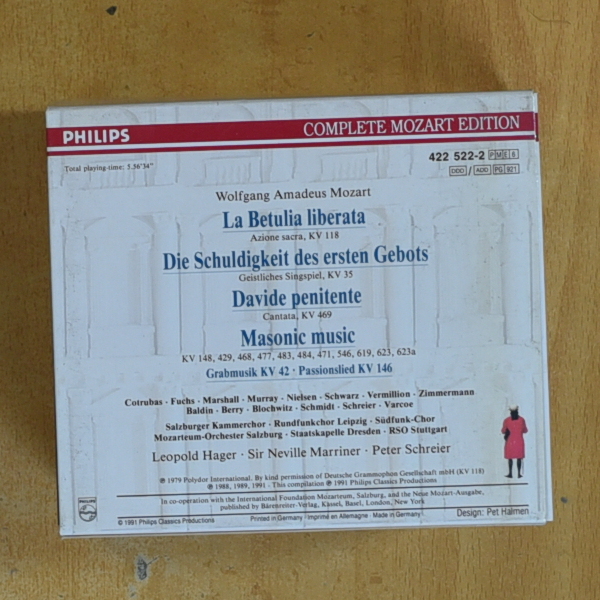 PHILIPS
COMPLETE MOZART EDITION
422 522-2 P M E 6
DDD / ADD PG 921
Total playing-time: 5.36'34"
Wolfgang Amadeus Mozart
La Betulia liberata
Azione sacra, KV 118
Die Schuldigkeit des ersten Gebots
Geistliches Singspiel, KV 35
Davide penitente
Cantata, KV 469
Masonic music
KV 148, 429, 468, 477, 483, 484, 471, 546, 619, 623, 623a
Grabmusik KV 42 · Passionslied KV 146
Cotrubas · Fuchs · Marshall · Murray · Nielsen · Schwarz · Vermillion · Zimmermann
Baldin · Berry · Blochwitz · Schmidt · Schreier · Varcoe
Salzburger Kammerchor · Rundfunkchor Leipzig · Südfunk-Chor
Mozarteum-Orchester Salzburg · Staatskapelle Dresden · RSO Stuttgart
Leopold Hager · Sir Neville Marriner · Peter Schreier
℗ 1979 Polydor International. By kind permission of Deutsche Grammophon Gesellschaft mbH (KV 118)
℗ 1988, 1989, 1991 · This compilation ℗ 1991 Philips Classics Productions
In co-operation with the International Foundation Mozarteum, Salzburg, and the Neue Mozart-Ausgabe,
published by Bärenreiter-Verlag, Kassel, Basel, London, New York
PHILIPS
© 1991 Philips Classics Productions
Printed in Germany · Imprimé en Allemagne · Made in Germany
Design: Pet Halmen